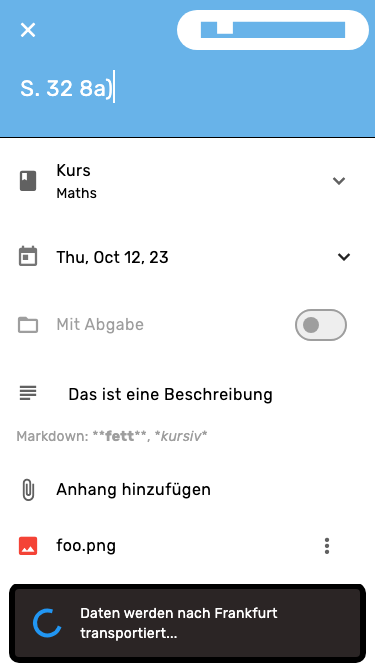 S. 32 8a)
Kurs
Maths
Thu, Oct 12, 23
Mit Abgabe
Das ist eine Beschreibung
Markdown: **fett**, *kursiv*
Anhang hinzufügen
foo.png
Daten werden nach Frankfurt
transportiert...